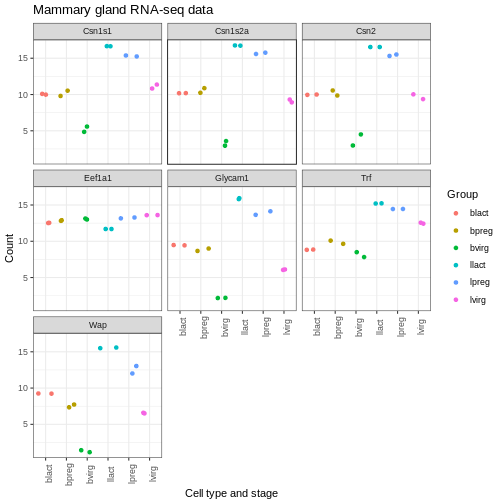 Mammary gland RNA-seq data
Csn1s1
Csn1s2a
Csn2
15
10
5
Eef1a1
Glycam1
Trf
15
10
5
Wap
15
10
5
blact
bpreg
bvirg
llact
lpreg
lvirg
blact
bpreg
bvirg
llact
lpreg
lvirg
blact
bpreg
bvirg
llact
lpreg
lvirg
Count
Cell type and stage
Group
blact
bpreg
bvirg
llact
lpreg
lvirg